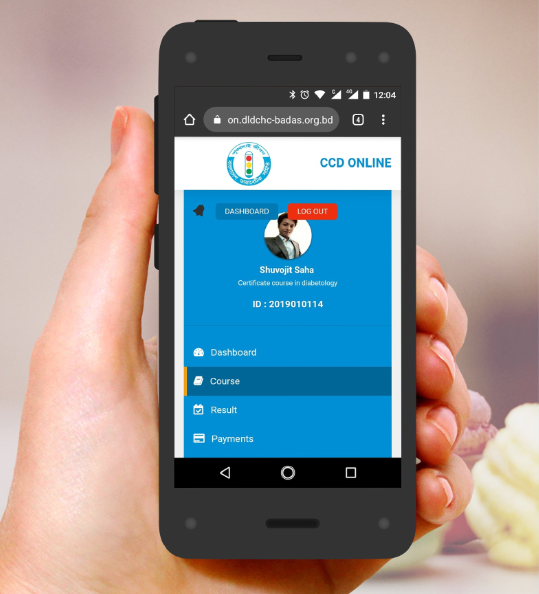 12:04
on.dldchc-badas.org.bd
4
CCD ONLINE
DASHBOARD
LOG OUT
Shuvojit Saha
Certificate course in diabetology
ID : 2019010114
Dashboard
Course
Result
Payments